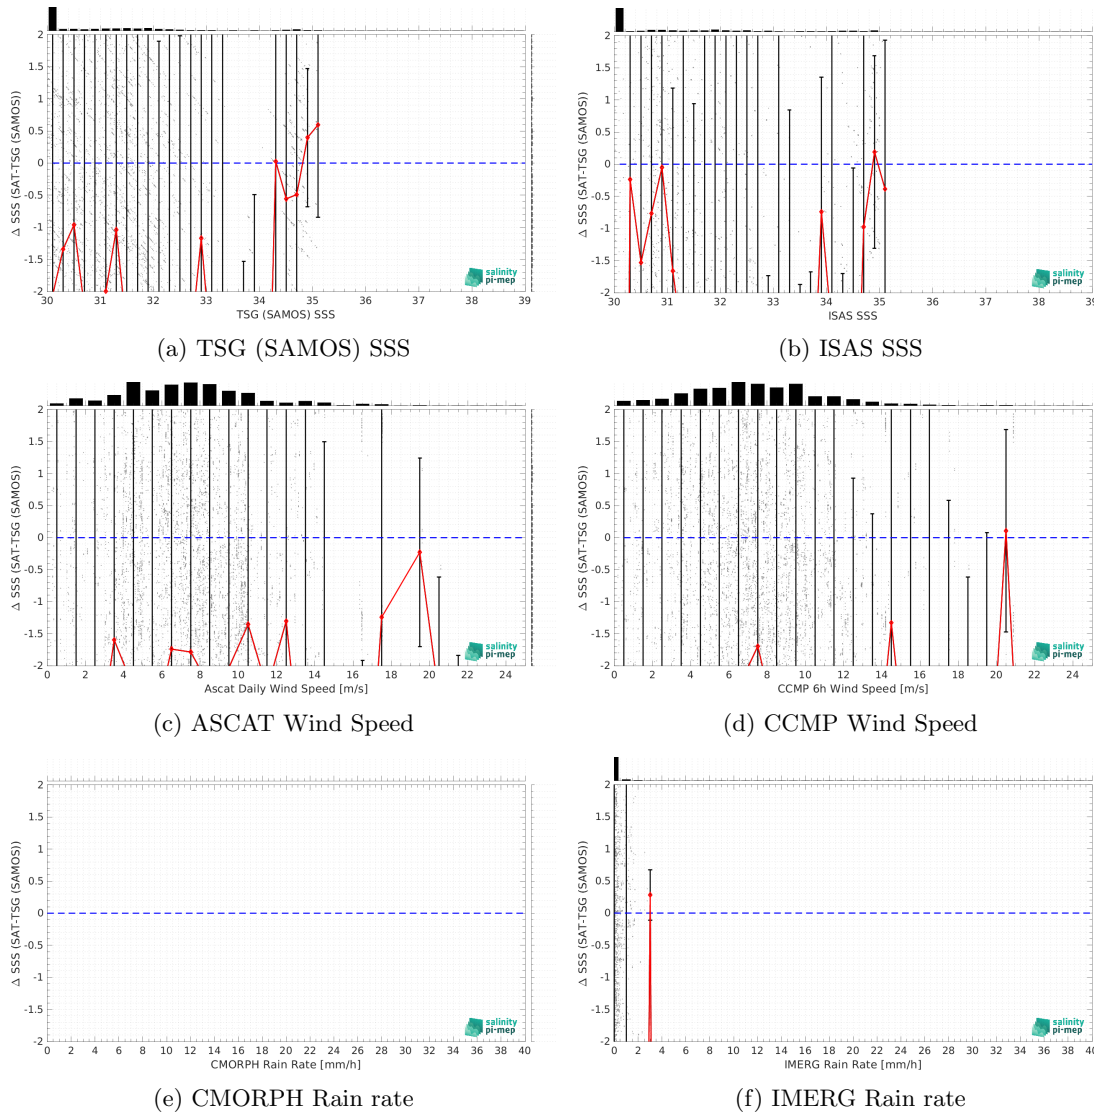 2
1.5
1
0.5
0
-0.5
-1
-1.5
-2
30 31 32 33 34 35 36 37 38 39
Δ SSS (SAT-TSG (SAMOS))
TSG (SAMOS) SSS
salinity
pi-mep
(a) TSG (SAMOS) SSS
2
1.5
1
0.5
0
-0.5
-1
-1.5
-2
30 31 32 33 34 35 36 37 38 39
Δ SSS (SAT-TSG (SAMOS))
ISAS SSS
salinity
pi-mep
(b) ISAS SSS
2
1.5
1
0.5
0
-0.5
-1
-1.5
-2
0 2 4 6 8 10 12 14 16 18 20 22 24
Δ SSS (SAT-TSG (SAMOS))
Ascat Daily Wind Speed [m/s]
salinity
pi-mep
(c) ASCAT Wind Speed
2
1.5
1
0.5
0
-0.5
-1
-1.5
-2
0 2 4 6 8 10 12 14 16 18 20 22 24
Δ SSS (SAT-TSG (SAMOS))
CCMP 6h Wind Speed [m/s]
salinity
pi-mep
(d) CCMP Wind Speed
2
1.5
1
0.5
0
-0.5
-1
-1.5
-2
0 2 4 6 8 10 12 14 16 18 20 22 24 26 28 30 32 34 36 38 40
Δ SSS (SAT-TSG (SAMOS))
CMORPH Rain Rate [mm/h]
salinity
pi-mep
(e) CMORPH Rain rate
2
1.5
1
0.5
0
-0.5
-1
-1.5
-2
0 2 4 6 8 10 12 14 16 18 20 22 24 26 28 30 32 34 36 38 40
Δ SSS (SAT-TSG (SAMOS))
IMERG Rain Rate [mm/h]
salinity
pi-mep
(f) IMERG Rain rate